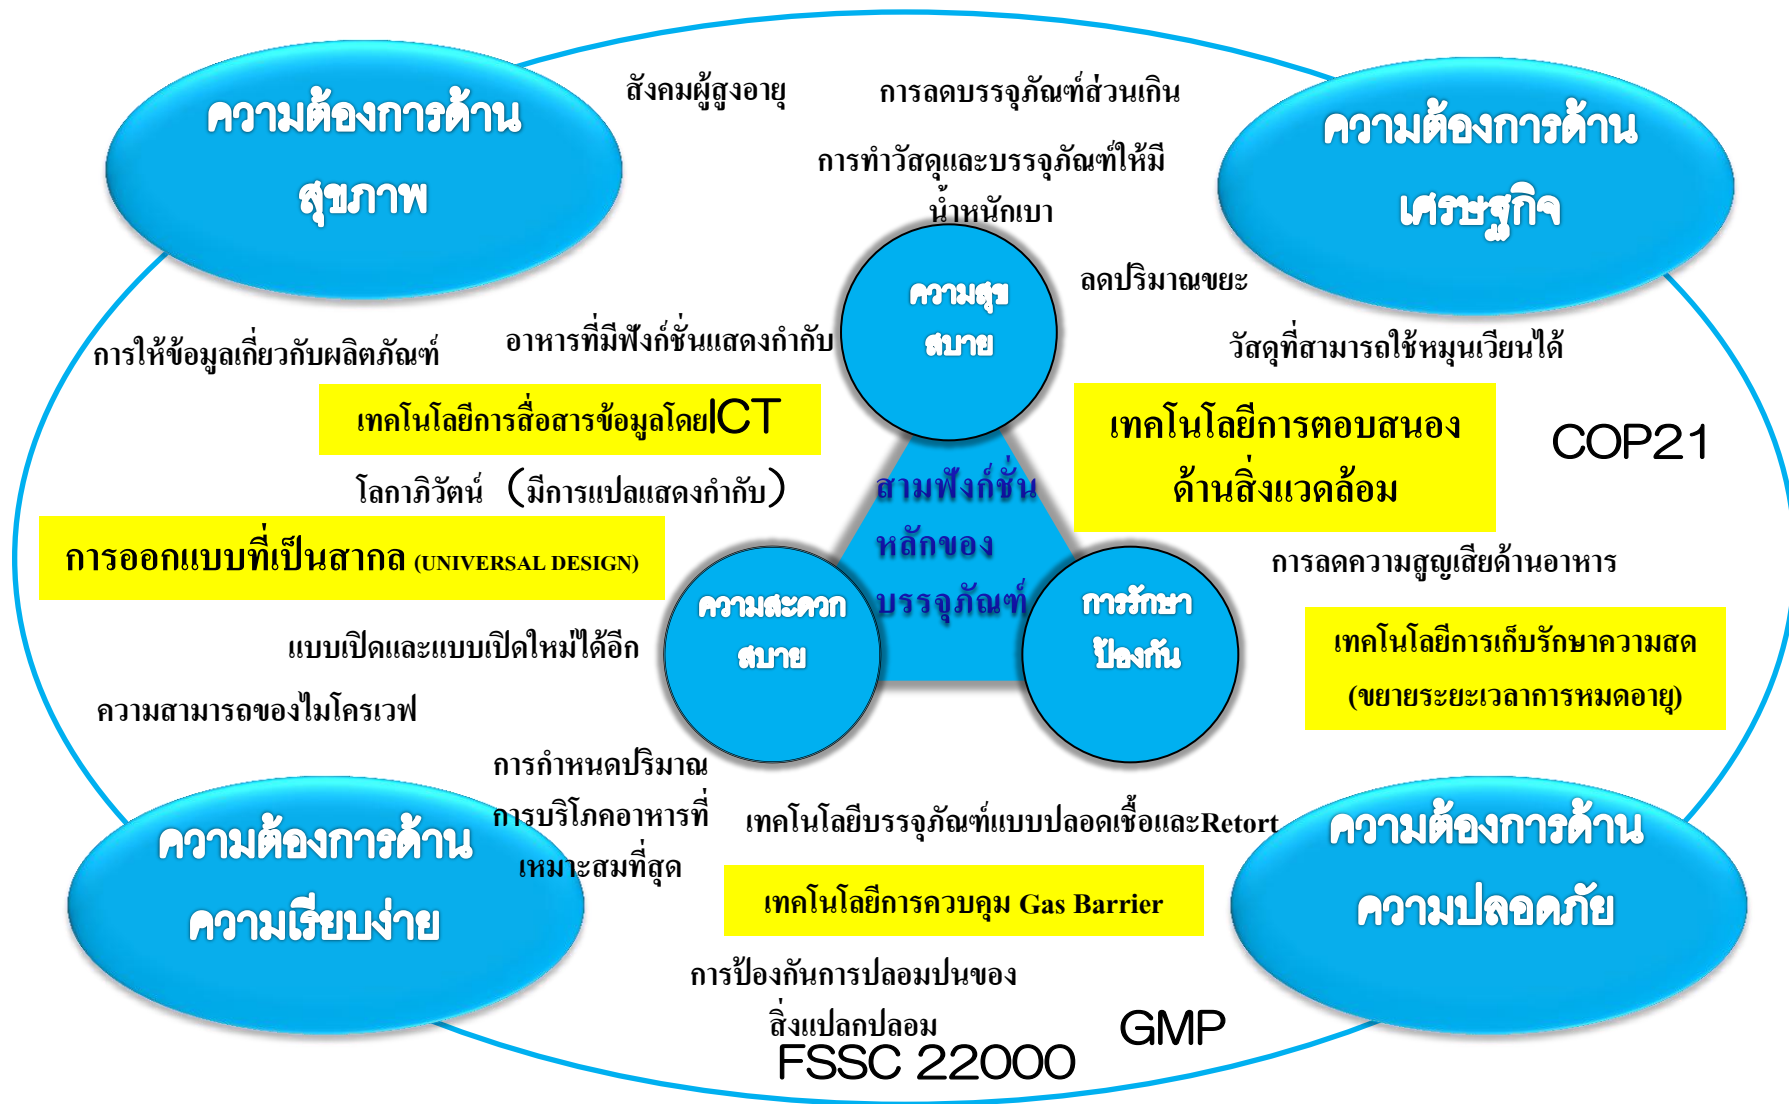 สังคมผู้สูงอายุ
การลดบรรจุภัณฑ์ส่วนเกิน
ความต้องการด้าน
สุขภาพ
ความต้องการด้าน
เศรษฐกิจ
การทำวัสดุและบรรจุภัณฑ์ให้มี
น้ำหนักเบา
ความสุข
สบาย
ลดปริมาณขยะ
การให้ข้อมูลเกี่ยวกับผลิตภัณฑ์
อาหารที่มีฟังก์ชั่นแสดงกำกับ
วัสดุที่สามารถใช้หมุนเวียนได้
เทคโนโลยีการสื่อสารข้อมูลโดยICT
เทคโนโลยีการตอบสนอง
ด้านสิ่งแวดล้อม
COP21
โลกาภิวัตน์ (มีการแปลแสดงกำกับ)
สามฟังก์ชั่น
หลักของ
บรรจุภัณฑ์
การออกแบบที่เป็นสากล (UNIVERSAL DESIGN)
การลดความสูญเสียด้านอาหาร
ความสะดวก
สบาย
การรักษา
ป้องกัน
แบบเปิดและแบบเปิดใหม่ได้อีก
เทคโนโลยีการเก็บรักษาความสด
(ขยายระยะเวลาการหมดอายุ)
ความสามารถของไมโครเวฟ
การกำหนดปริมาณ
การบริโภคอาหารที่
เหมาะสมที่สุด
เทคโนโลยีบรรจุภัณฑ์แบบปลอดเชื้อและRetort
ความต้องการด้าน
ความเรียบง่าย
ความต้องการด้าน
ความปลอดภัย
เทคโนโลยีการควบคุม Gas Barrier
การป้องกันการปลอมปนของ
สิ่งแปลกปลอม
GMP
FSSC 22000